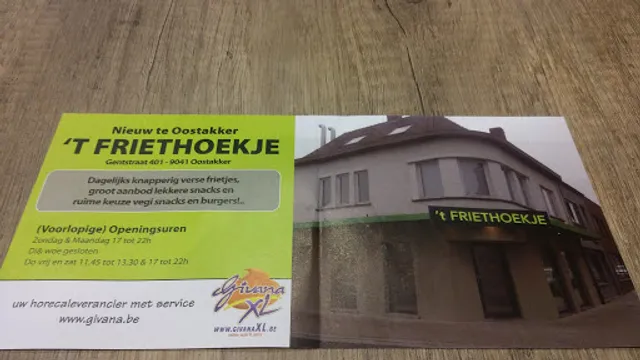 Nieuw te Oostakker
'T FRIETHOEKJE
Gentstraat 401 - 9041 Oostakker
Dagelijks knapperig verse frietjes,
groot aanbod lekkere snacks en
ruime keuze vegi snacks en burgers!..
(Voorlopige) Openingsuren
Zondag & Maandag 17 tot 22h
Di& woe gesloten
Do vrij en zat 11.45 tot 13.30 & 17 tot 22h
uw horecaleverancier met service
www.givana.be
Givana
XL
www.GIVANAXL.be
't FRIETHOEKJE